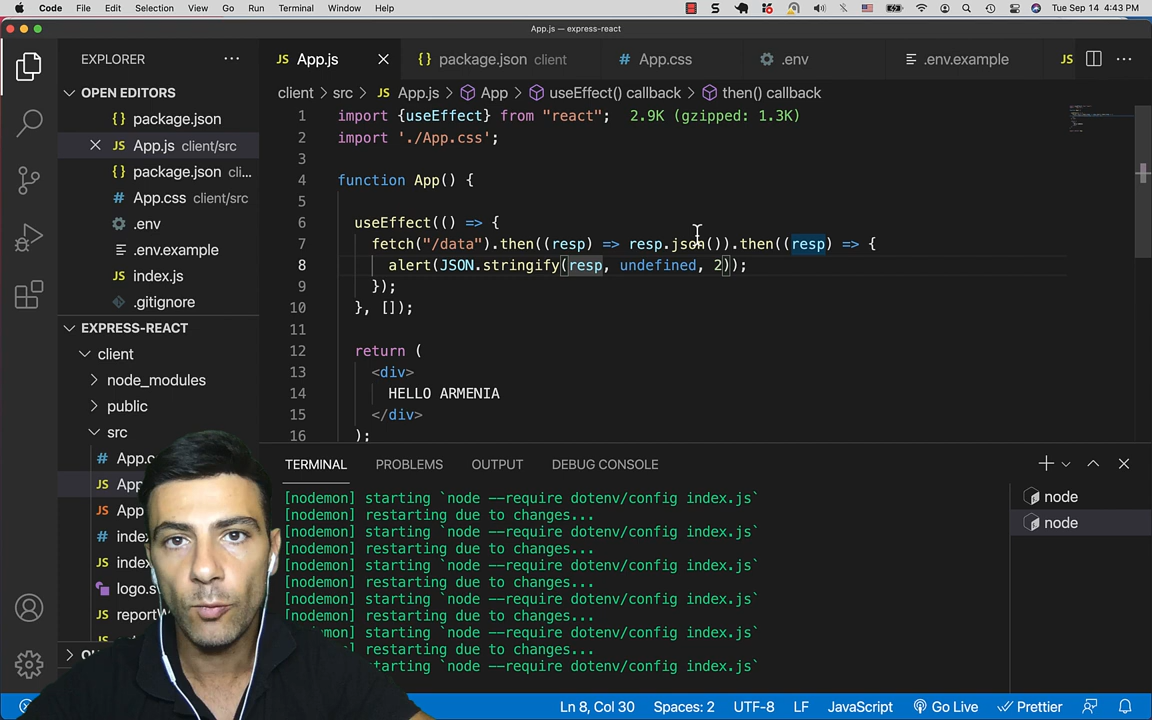 Code File Edit Selection View Go Run Terminal Window Help Tue Sep 14 4:43 PM
App.js — express-react
EXPLORER
App.js
package.json client
App.css
.env
.env.example
OPEN EDITORS
package.json
App.js client/src
package.json cli...
App.css client/src
.env
.env.example
index.js
.gitignore
EXPRESS-REACT
client
node_modules
public
src
App.c
App
App
index
index
logo.s
reportW
client > src > JS App.js > App > useEffect() callback > then() callback
1 import {useEffect} from "react"; 2.9K (gzipped: 1.3K)
2 import './App.css';
3
4 function App() {
5
6 useEffect(() => {
7 fetch("/data").then((resp) => resp.json()).then((resp) => {
8 alert(JSON.stringify(resp, undefined, 2));
9 });
10 }, []);
11
12 return (
13 <div>
14 HELLO ARMENIA
15 </div>
16 );
TERMINAL PROBLEMS OUTPUT DEBUG CONSOLE
[nodemon] starting `node --require dotenv/config index.js`
[nodemon] restarting due to changes...
[nodemon] starting `node --require dotenv/config index.js`
[nodemon] restarting due to changes...
[nodemon] starting `node --require dotenv/config index.js`
[nodemon] restarting due to changes...
[nodemon] starting `node --require dotenv/config index.js`
[nodemon] restarting due to changes...
[nodemon] starting `node --require dotenv/config index.js`
restarting due to changes...
starting `node --require dotenv/config index.js`
node
node
Ln 8, Col 30 Spaces: 2 UTF-8 LF JavaScript Go Live Prettier